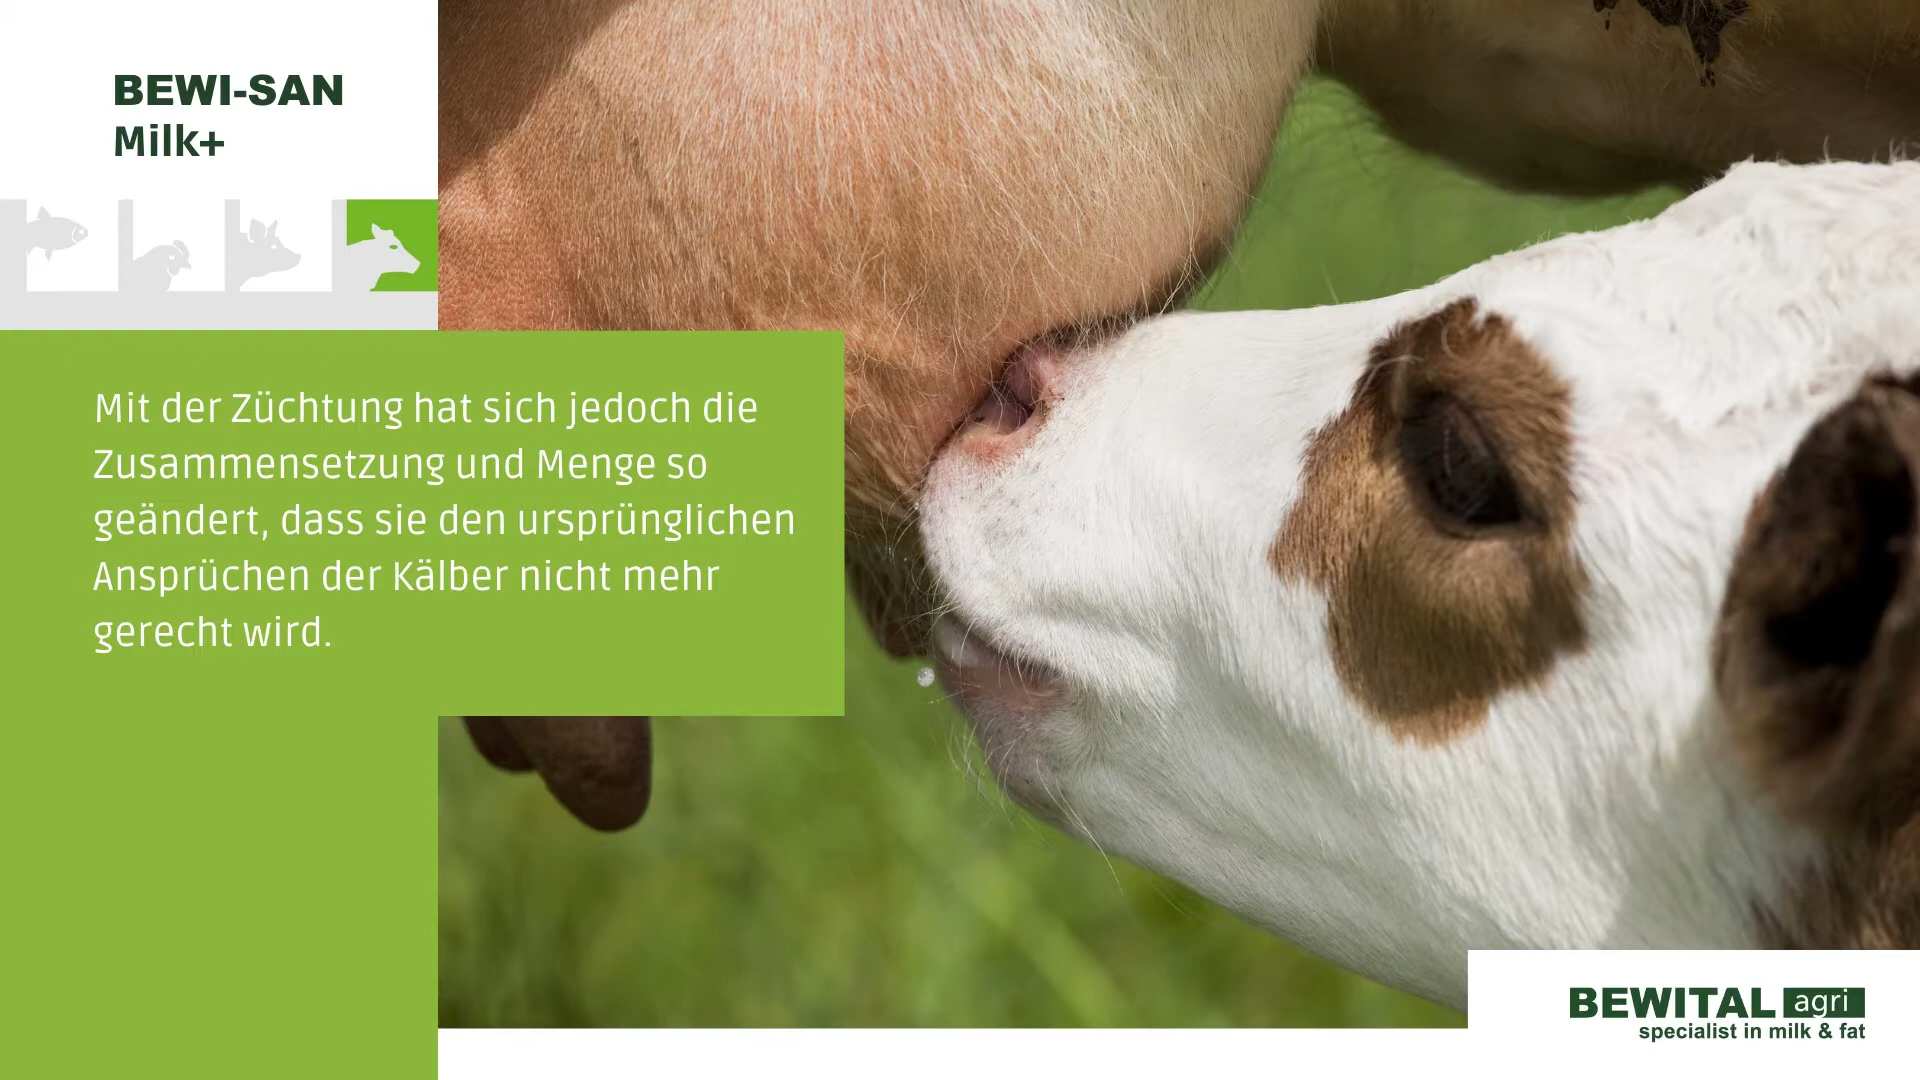 BEWI-SAN
Milk+
Mit der Züchtung hat sich jedoch die
Zusammensetzung und Menge so
geändert, dass sie den ursprünglichen
Ansprüchen der Kälber nicht mehr
gerecht wird.
BEWITAL agri
specialist in milk & fat